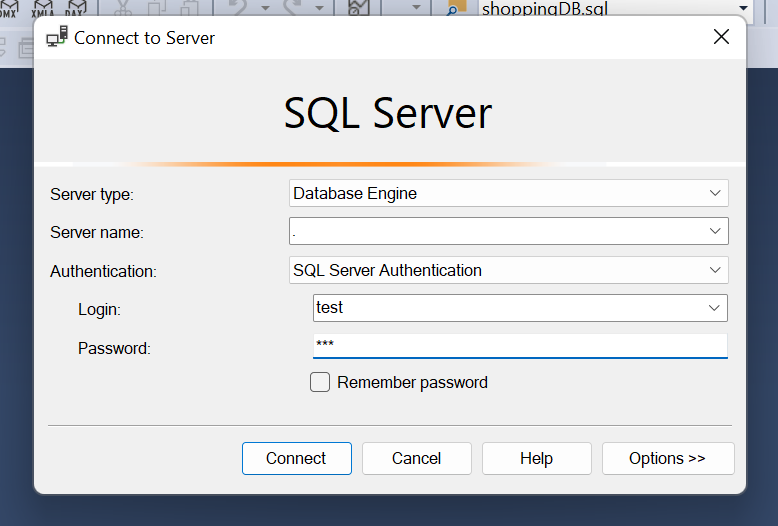 DMX XMLA DAX
shoppingDB.sql
Connect to Server
SQL Server
Server type: Database Engine
Server name: .
Authentication: SQL Server Authentication
Login: test
Password: ***
Remember password
Connect Cancel Help Options >>